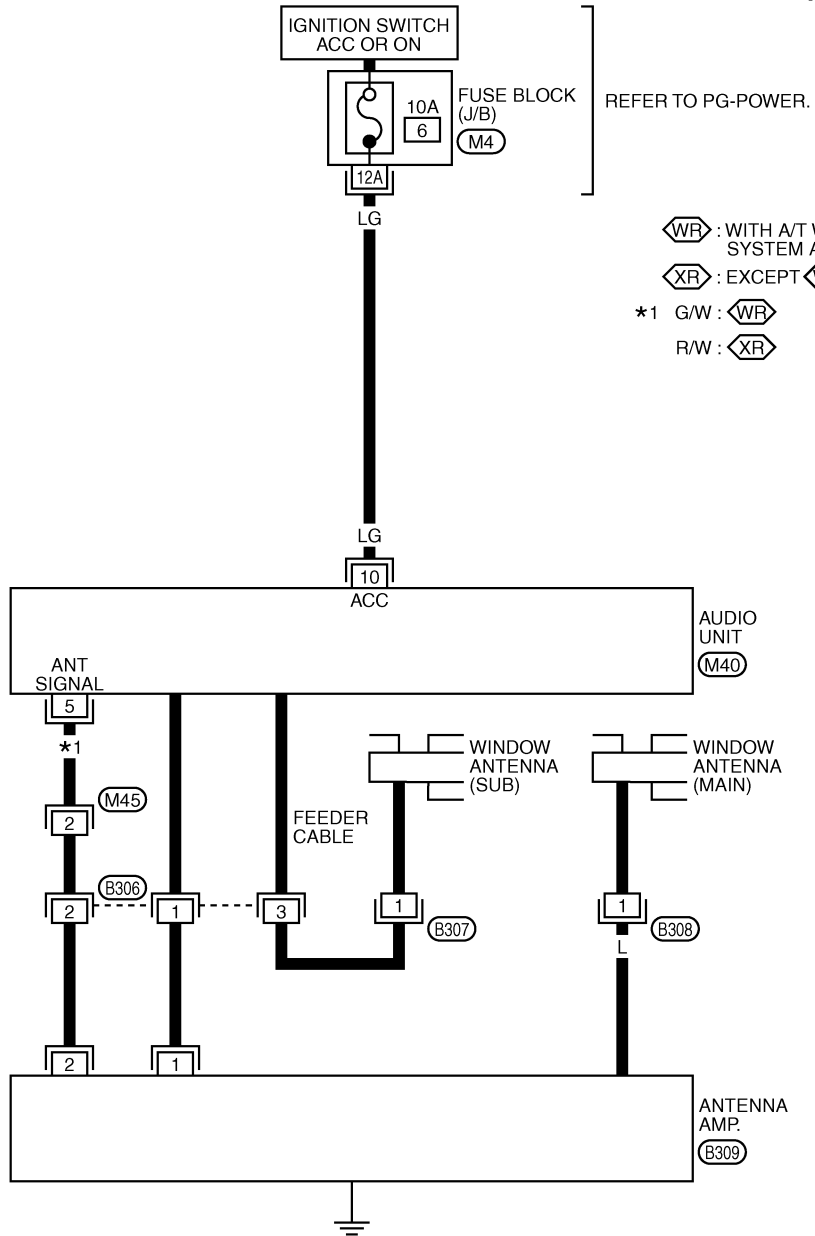 IGNITION SWITCH
ACC OR ON
FUSE BLOCK
(J/B)
10A
6
M4
REFER TO PG-POWER.
12A
LG
WR : WITH A/T
SYSTEM
XR : EXCEPT
*1 G/W : WR
R/W : XR
LG
10
ACC
AUDIO
UNIT
M40
ANT
SIGNAL
5
*1
WINDOW
ANTENNA
(SUB)
WINDOW
ANTENNA
(MAIN)
M45
2
FEEDER
CABLE
B306
2
1
3
1
B307
1
B308
L
2
1
ANTENNA
AMP.
B309